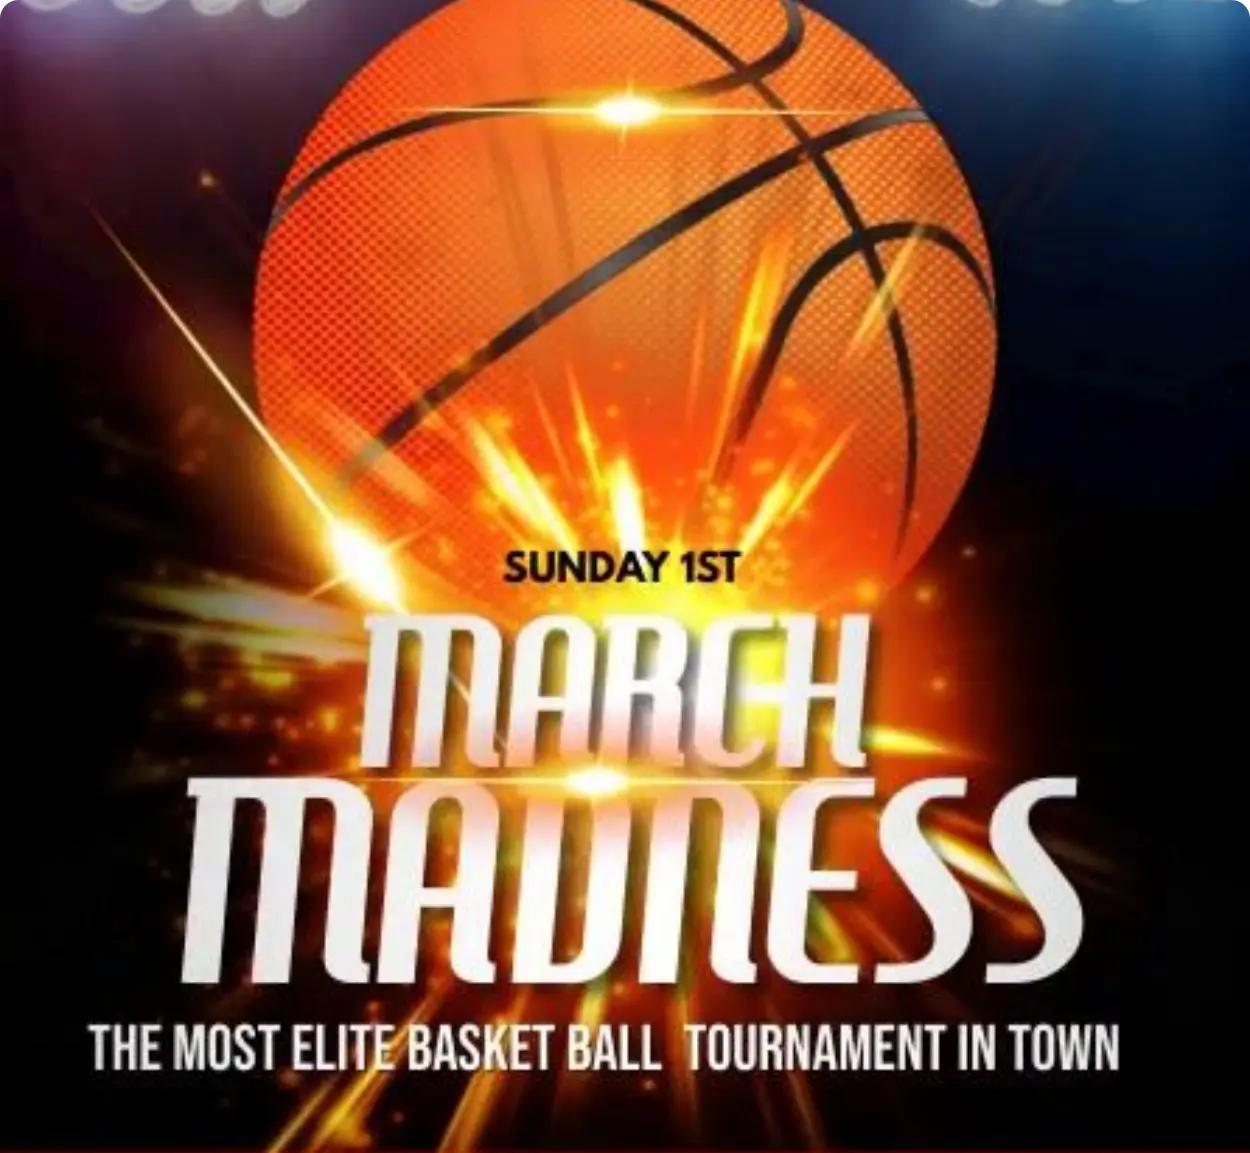 SUNDAY 1ST
MARCH
MADNESS
THE MOST ELITE BASKET BALL TOURNAMENT IN TOWN